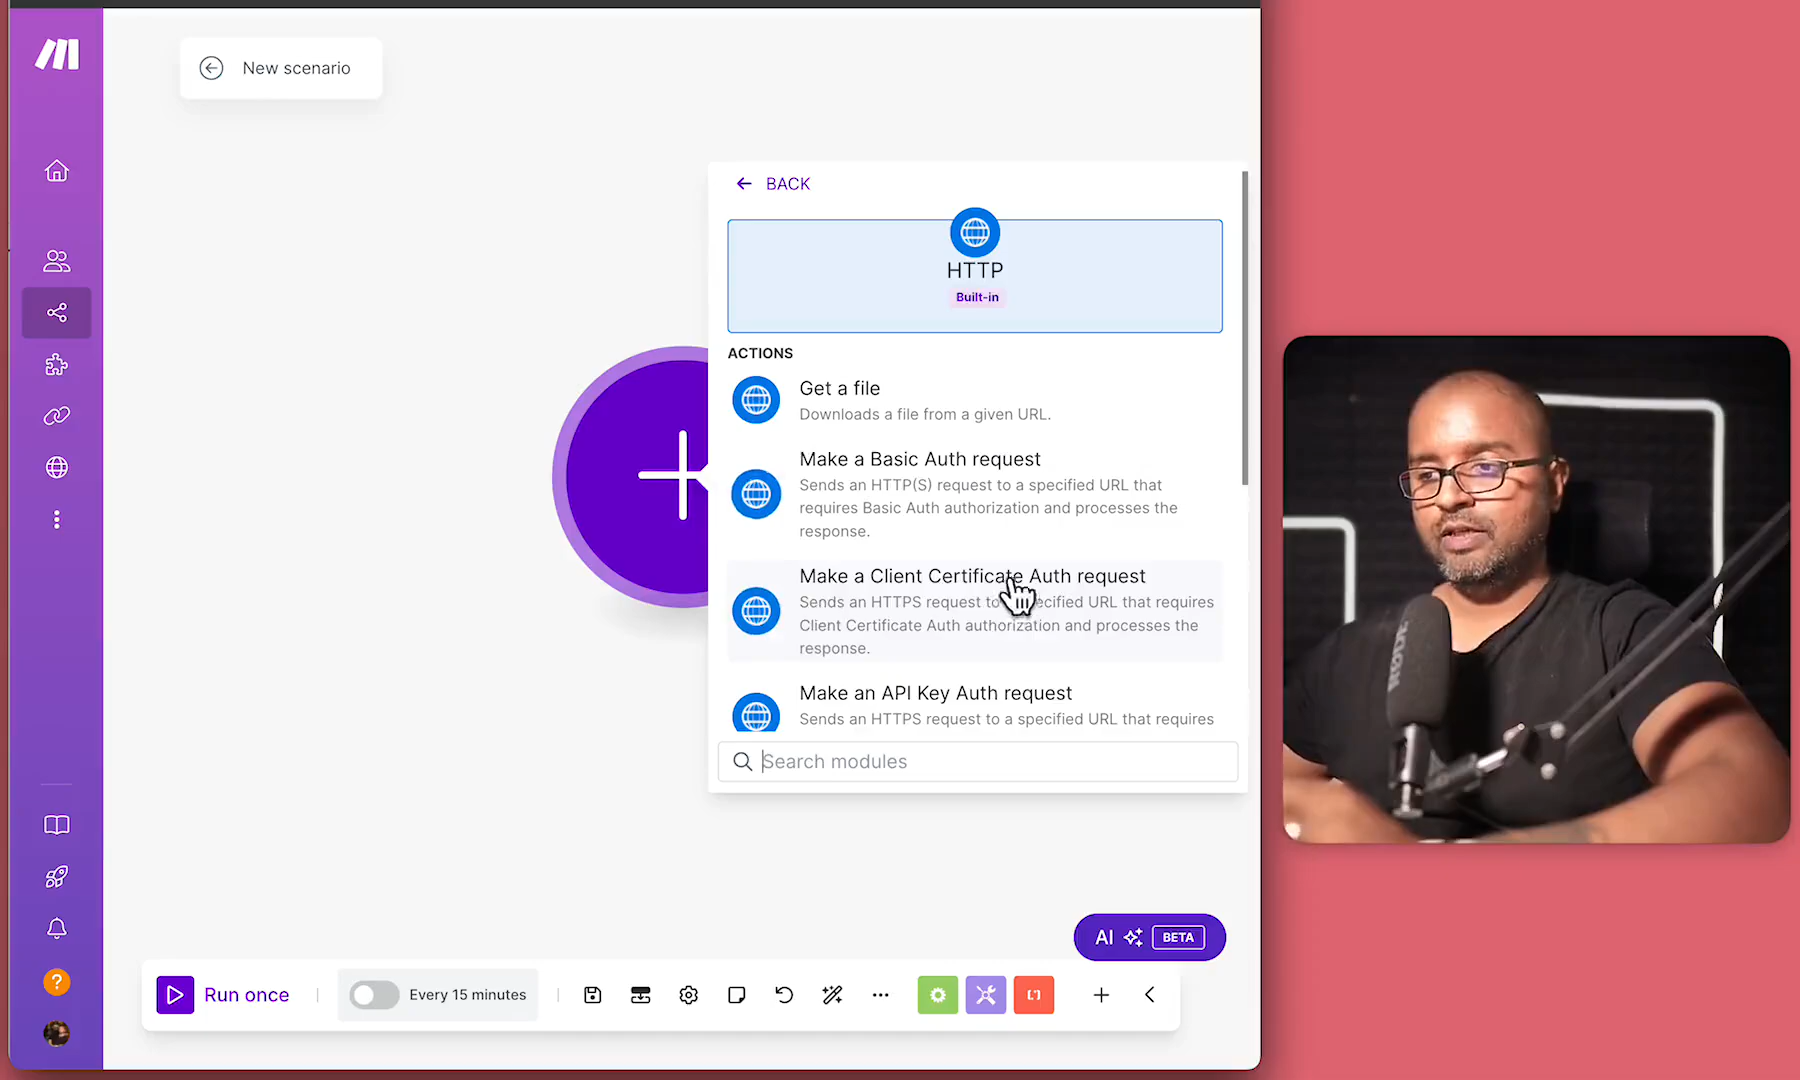 New scenario
BACK
HTTP
Built-in
ACTIONS
Get a file
Downloads a file from a given URL.
Make a Basic Auth request
Sends an HTTP(S) request to a specified URL that
requires Basic Auth authorization and processes the
response.
Make a Client Certificate Auth request
Sends an HTTPS request to specified URL that requires
Client Certificate Auth authorization and processes the
response.
Make an API Key Auth request
Sends an HTTPS request to a specified URL that requires
Search modules
AI BETA
?
Run once
Every 15 minutes
RØDE